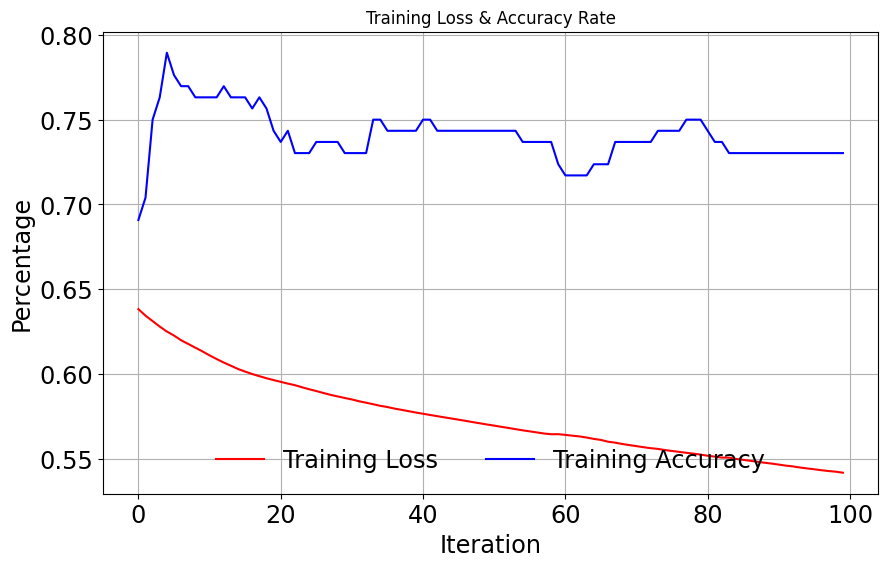 Training Loss & Accuracy Rate
Percentage
0.80
0.75
0.70
0.65
0.60
0.55
Training Loss
Training Accuracy
0 20 40 60 80 100
Iteration